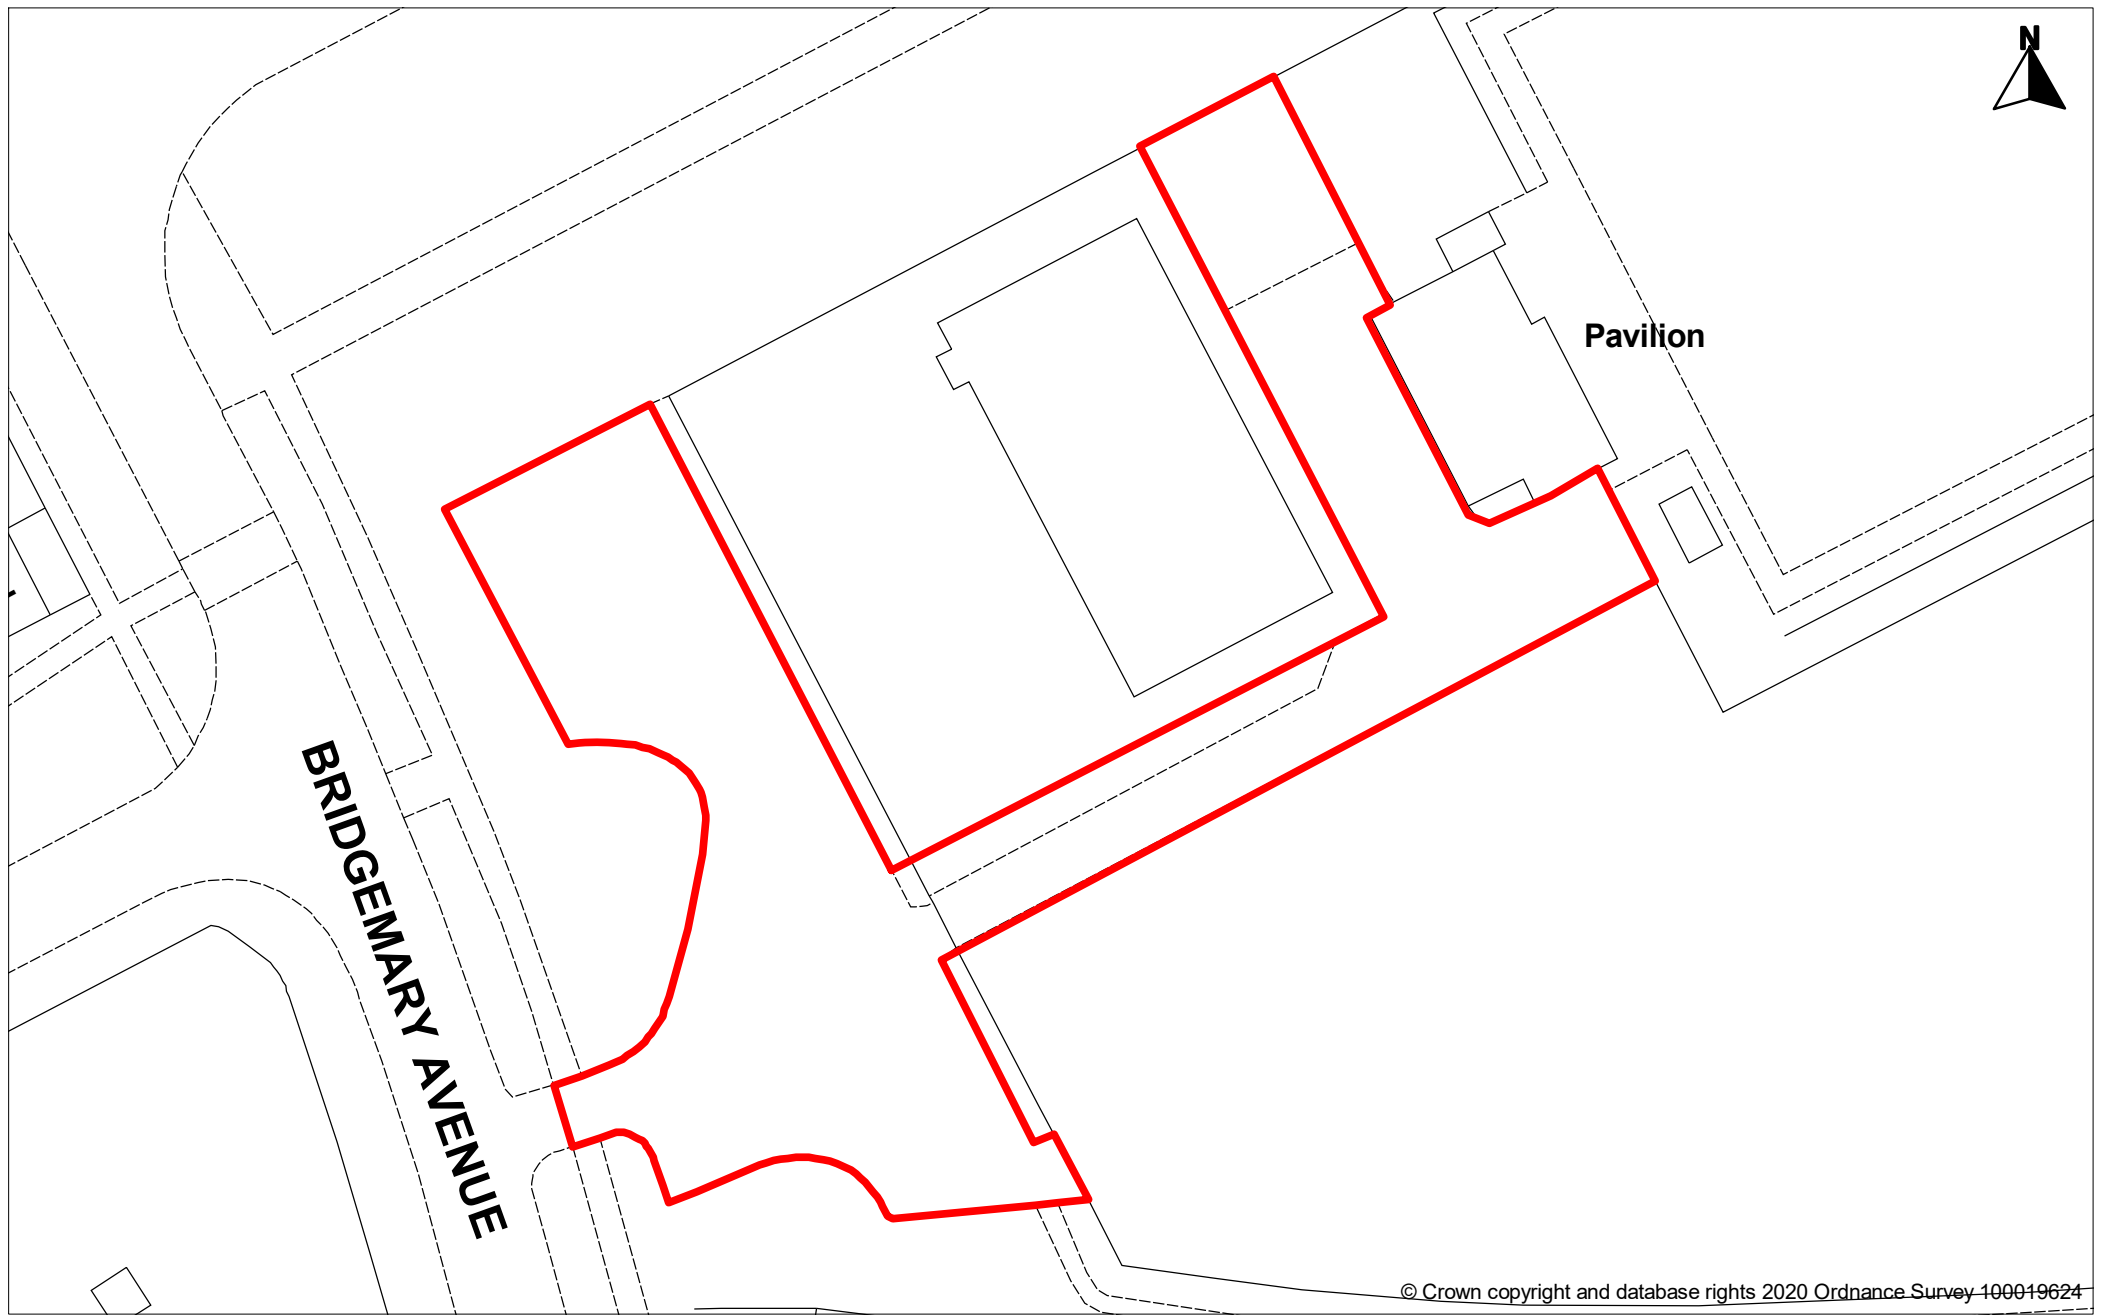 N
Pavilion
BRIDGEMARY AVENUE
© Crown copyright and database rights 2020 Ordnance Survey 100019624